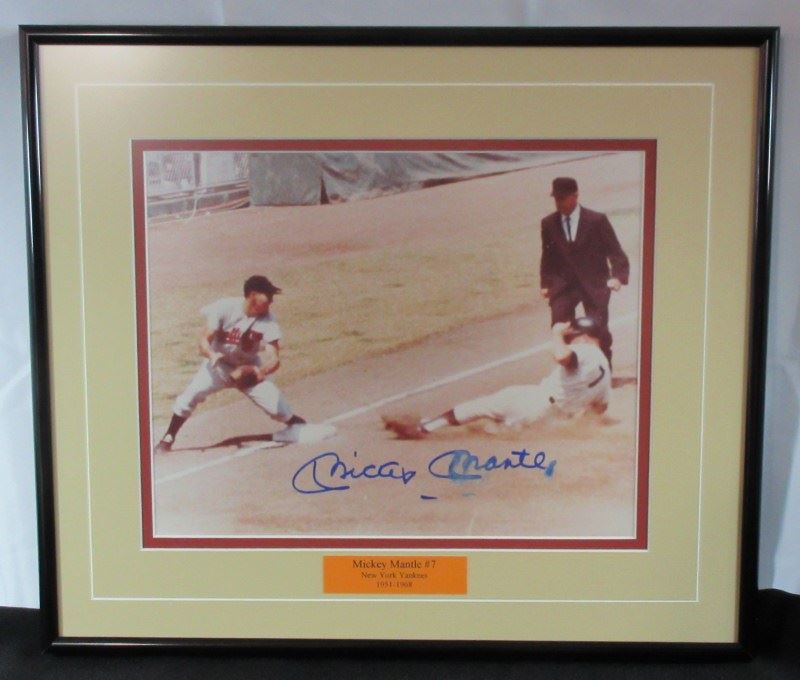 Mickey Mantle
Mickey Mantle #7
New York Yankees
1951-1968